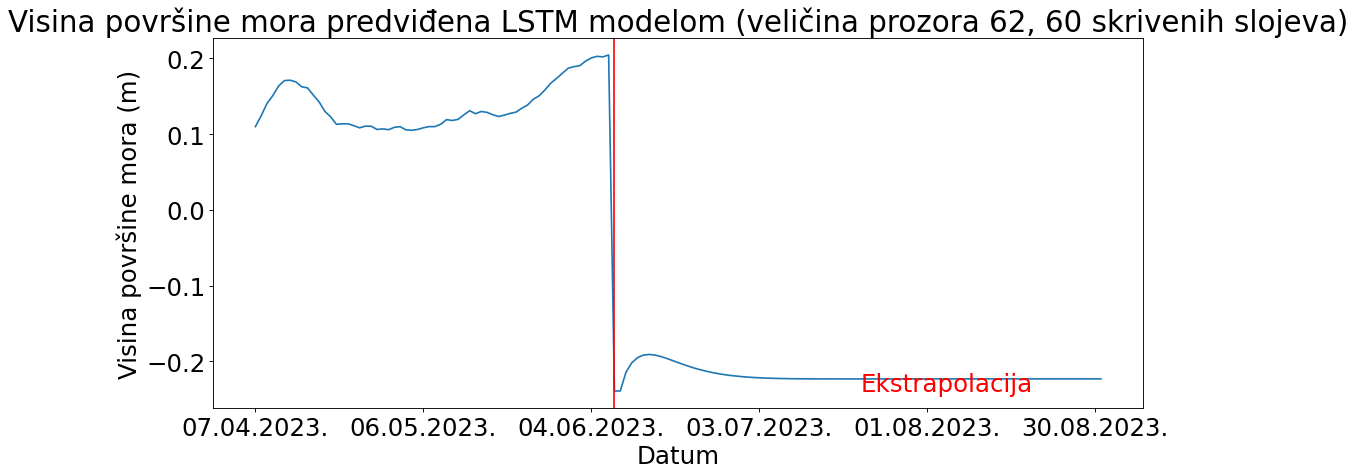 Visina površine mora predviđena LSTM modelom (veličina prozora 62, 60 skrivenih slojeva)
Visina površine mora (m)
0.2
0.1
0.0
−0.1
−0.2
Ekstrapolacija
07.04.2023. 06.05.2023. 04.06.2023. 03.07.2023. 01.08.2023. 30.08.2023.
Datum